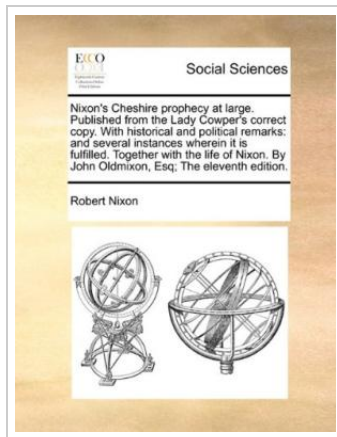 ECCO
Social Sciences
Nixon's Cheshire prophecy at large.
Published from the Lady Cowper's correct
copy. With historical and political remarks:
and several instances wherein it is
fulfilled. Together with the life of Nixon. By
John Oldmixon, Esq; The eleventh edition.
Robert Nixon